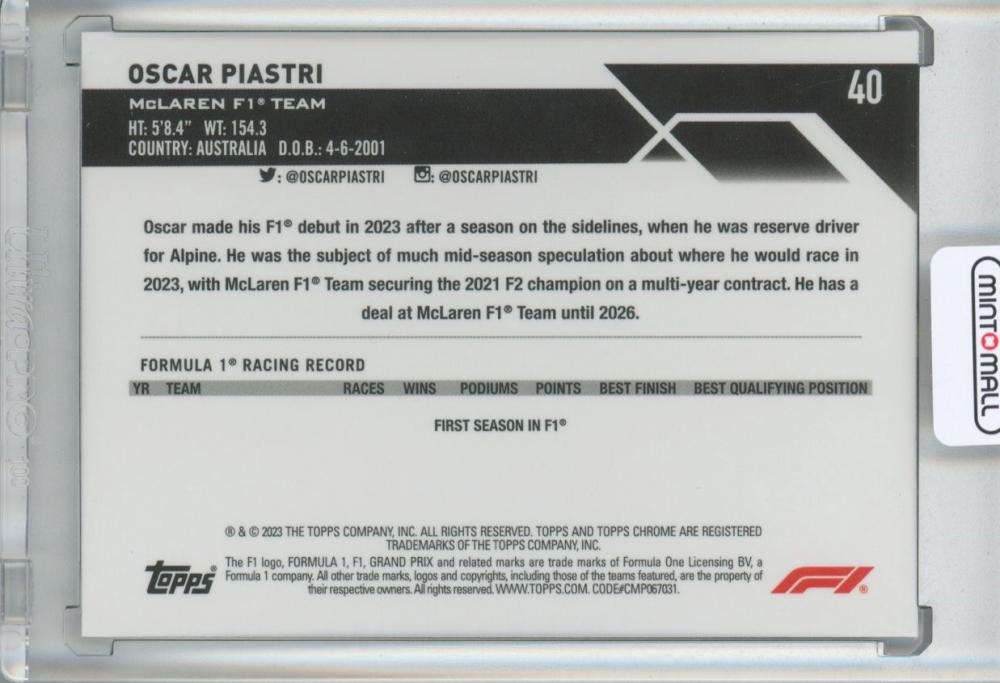 OSCAR PIASTRI
40
McLAREN F1® TEAM
HT: 5'8.4" WT: 154.3
COUNTRY: AUSTRALIA D.O.B.: 4-6-2001
: @OSCARPIASTRI : @OSCARPIASTRI
Oscar made his F1® debut in 2023 after a season on the sidelines, when he was reserve driver
for Alpine. He was the subject of much mid-season speculation about where he would race in
2023, with McLaren F1® Team securing the 2021 F2 champion on a multi-year contract. He has a
deal at McLaren F1® Team until 2026.
FORMULA 1® RACING RECORD
YR TEAM RACES WINS PODIUMS POINTS BEST FINISH BEST QUALIFYING POSITION
FIRST SEASON IN F1®
® & © 2023 THE TOPPS COMPANY, INC. ALL RIGHTS RESERVED. TOPPS AND TOPPS CHROME ARE REGISTERED
TRADEMARKS OF THE TOPPS COMPANY, INC.
The F1 logo, FORMULA 1, F1, GRAND PRIX and related marks are trade marks of Formula One Licensing BV, a
Formula 1 company. All other trade marks, logos and copyrights, including those of the teams featured, are the property of
their respective owners. All rights reserved. WWW.TOPPS.COM. CODE#CMP067031.
Topps®
F1®
MINT MALL
UltraPRO 100